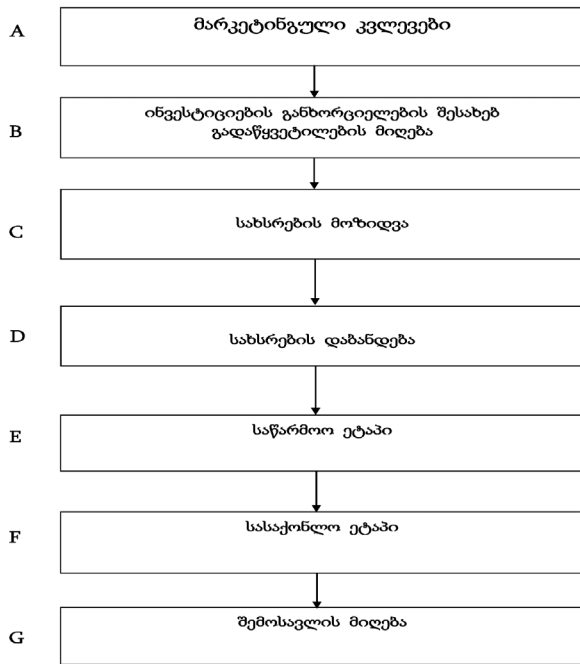 A
მარკეტინგული კვლევები
ინვესტიციების განხორციელების შესახებ
B
გადაწყვეტილების მიღება
C
სახსრების მოზიდვა
D
სახსრების დაბანდება
E
საწარმოო ეტაპი
F
სასაქონლო ეტაპი
G
შემოსავლის მიღება